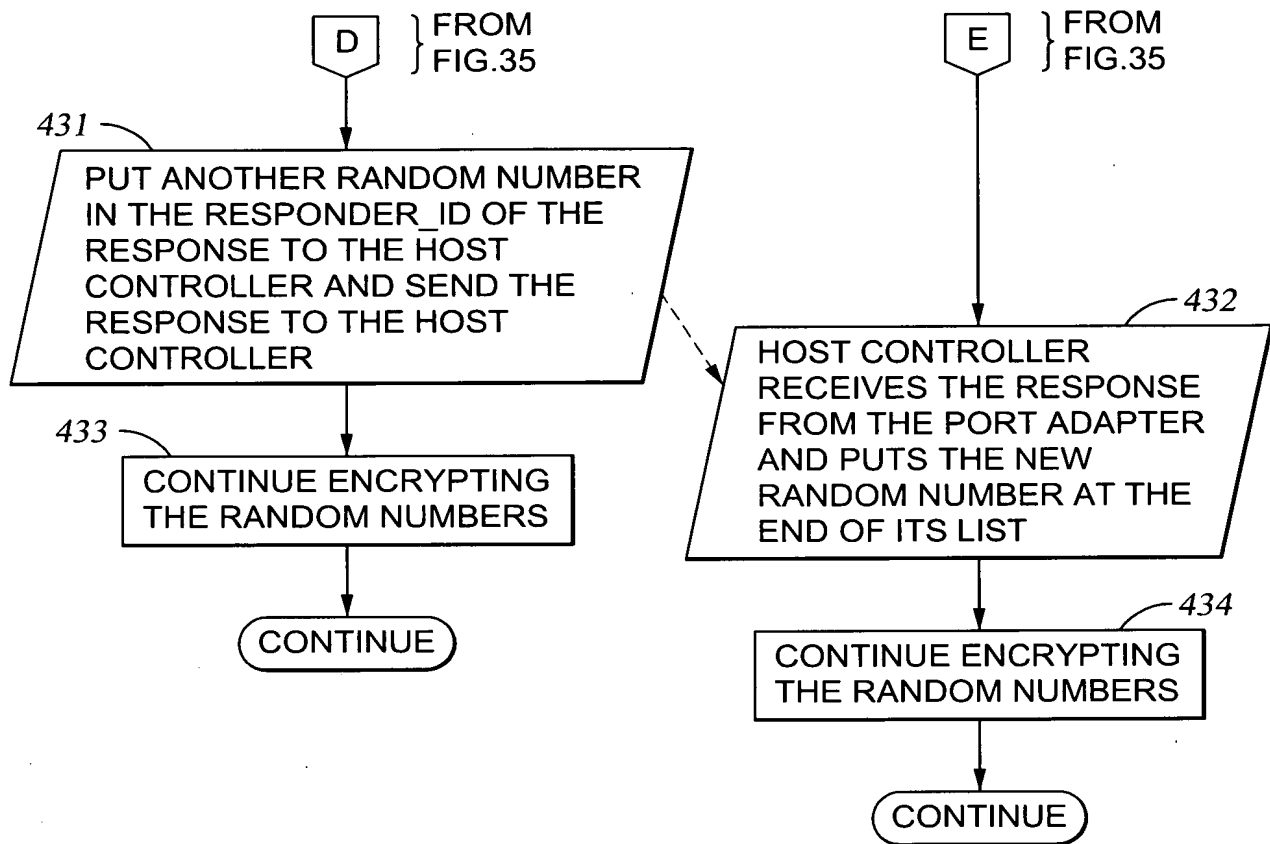 D
FROM
FIG.35
431
PUT ANOTHER RANDOM NUMBER
IN THE RESPONDER_ID OF THE
RESPONSE TO THE HOST
CONTROLLER AND SEND THE
RESPONSE TO THE HOST
CONTROLLER
433
CONTINUE ENCRYPTING
THE RANDOM NUMBERS
CONTINUE
E
FROM
FIG.35
432
HOST CONTROLLER
RECEIVES THE RESPONSE
FROM THE PORT ADAPTER
AND PUTS THE NEW
RANDOM NUMBER AT THE
END OF ITS LIST
434
CONTINUE ENCRYPTING
THE RANDOM NUMBERS
CONTINUE